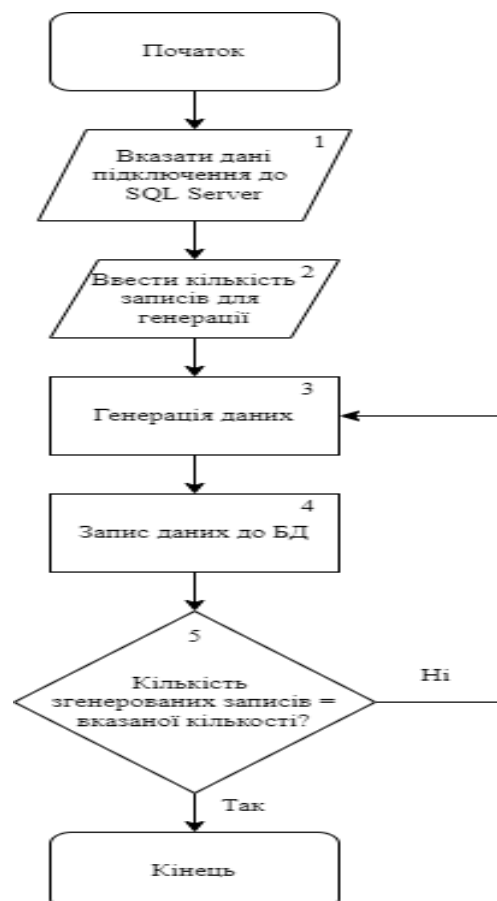 Початок
1
Вказати дані
підключення до
SQL Server
2
Ввести кількість
записів для
генерації
3
Генерація даних
4
Запис даних до БД
5
Кількість
згенерованих записів =
вказаної кількості?
Ні
Так
Кінець